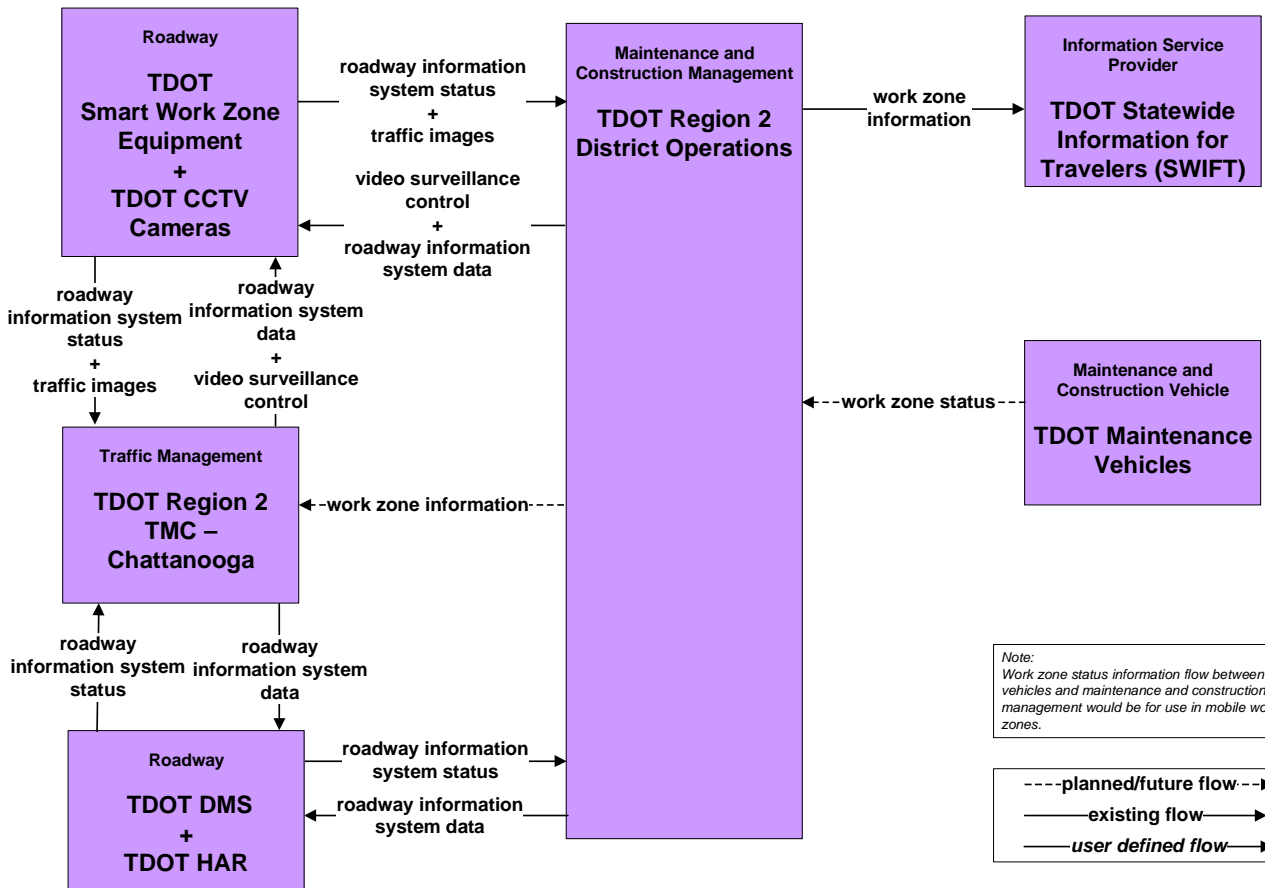 Roadway
TDOT
Smart Work Zone
Equipment
+
TDOT CCTV
Cameras
roadway information
system status
+
traffic images
video surveillance
control
+
roadway information
system data
Maintenance and
Construction Management
TDOT Region 2
District Operations
work zone
information
Information Service
Provider
TDOT Statewide
Information for
Travelers (SWIFT)
roadway
information system
status
+
traffic images
roadway
information system
data
+
video surveillance
control
work zone status
Maintenance and
Construction Vehicle
TDOT Maintenance
Vehicles
Traffic Management
TDOT Region 2
TMC –
Chattanooga
work zone information
roadway
information system
status
roadway
information system
data
Roadway
TDOT DMS
+
TDOT HAR
roadway information
system status
roadway information
system data
Note:
Work zone status information flow between
vehicles and maintenance and construction
management would be for use in mobile wo
zones.
planned/future flow
existing flow
user defined flow